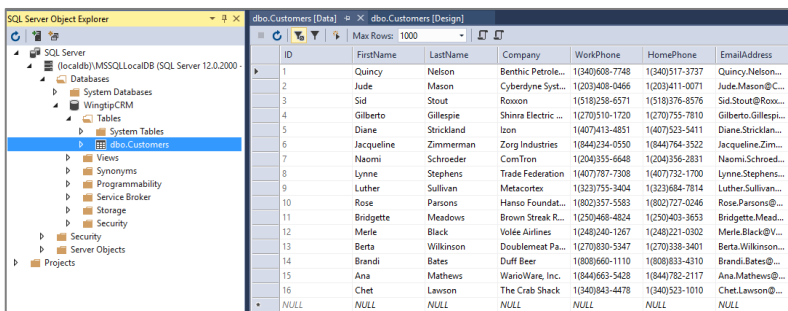 SQL Server Object Explorer
SQL Server
(localdb)\MSSQLLocalDB (SQL Server 12.0.2000 -
Databases
System Databases
WingtipCRM
Tables
System Tables
dbo.Customers
Views
Synonyms
Programmability
Service Broker
Storage
Security
Security
Server Objects
Projects
dbo.Customers [Data] dbo.Customers [Design]
Max Rows: 1000
ID FirstName LastName Company WorkPhone HomePhone EmailAddress
1 Quincy Nelson Benthic Petrole... 1(340)608-7748 1(340)517-3737 Quincy.Nelson...
2 Jude Mason Cyberdyne Syst... 1(203)408-0466 1(203)411-0071 Jude.Mason@C...
3 Sid Stout Roxxon 1(518)258-6571 1(518)376-8576 Sid.Stout@Roxx...
4 Gilberto Gillespie Shinra Electric ... 1(270)510-1720 1(270)755-7810 Gilberto.Gillespi...
5 Diane Strickland Izon 1(407)413-4851 1(407)523-5411 Diane.Stricklan...
6 Jacqueline Zimmerman Zorg Industries 1(844)234-0550 1(844)764-3522 Jacqueline.Zim...
7 Naomi Schroeder ComTron 1(204)355-6648 1(204)356-2831 Naomi.Schroed...
8 Lynne Stephens Trade Federation 1(407)787-7308 1(407)732-1700 Lynne.Stephens...
9 Luther Sullivan Metacortex 1(323)755-3404 1(323)684-7814 Luther.Sullivan...
10 Rose Parsons Hanso Foundat... 1(802)357-5583 1(802)727-0246 Rose.Parsons@...
11 Bridgette Meadows Brown Streak R... 1(250)468-4824 1(250)403-3653 Bridgette.Mead...
12 Merle Black Volée Airlines 1(248)240-1267 1(248)221-0302 Merle.Black@V...
13 Berta Wilkinson Doublemeat Pa... 1(270)830-5347 1(270)338-3401 Berta.Wilkinson...
14 Brandi Bates Duff Beer 1(808)660-1110 1(808)833-4310 Brandi.Bates@...
15 Ana Mathews WarioWare, Inc. 1(844)663-5428 1(844)782-2117 Ana.Mathews@...
16 Chet Lawson The Crab Shack 1(340)843-4478 1(340)523-1010 Chet.Lawson@...
NULL NULL NULL NULL NULL NULL NULL